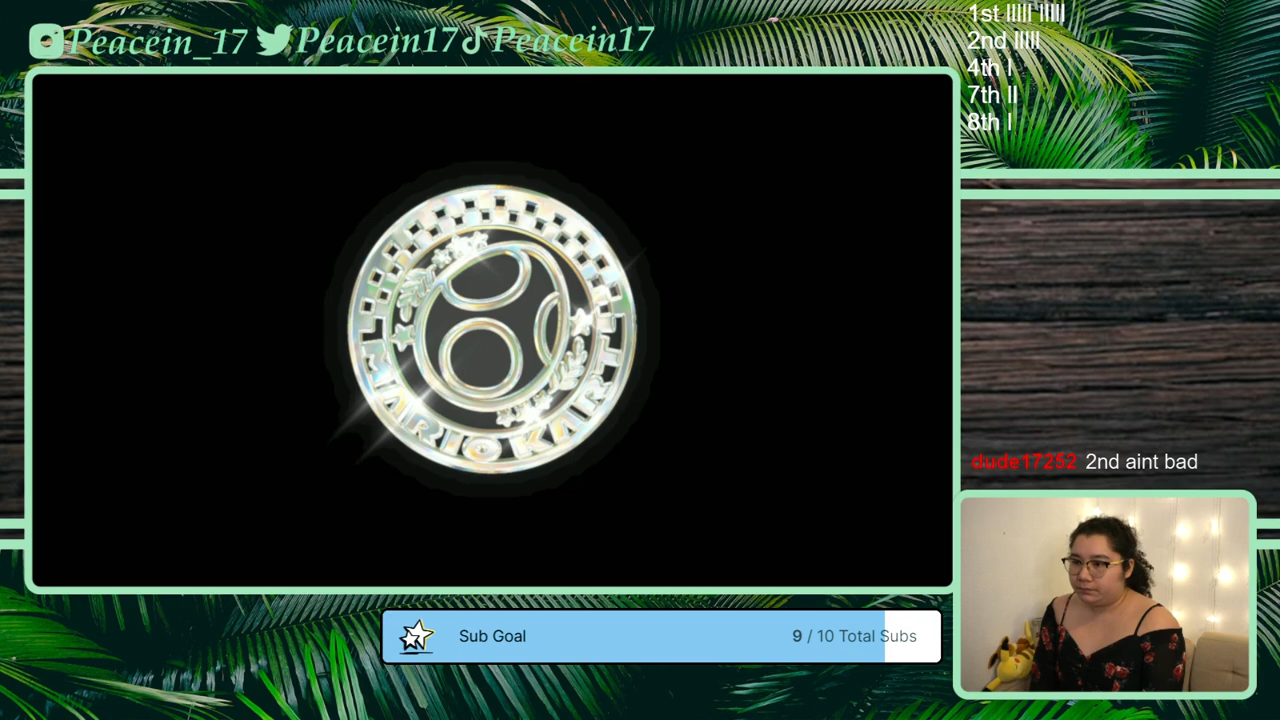 Peacein_17 Peacein17 Peacein17
1st IIIII IIIII
2nd IIIII
4th I
7th II
8th I
MARIO KART
dude17252 2nd aint bad
Sub Goal 9 / 10 Total Subs